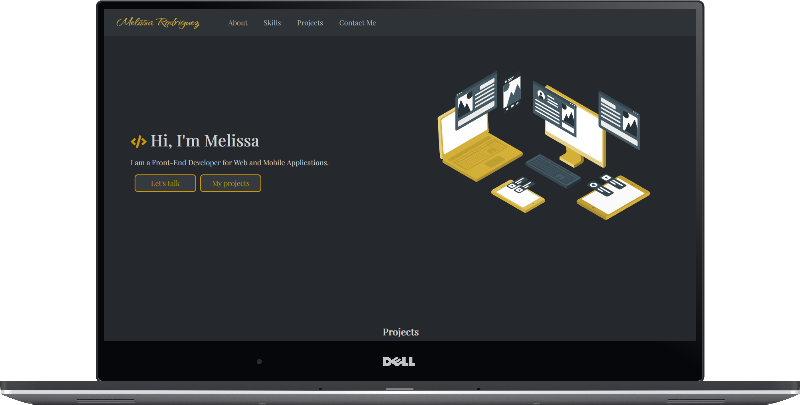 Melissa Rodriguez
About Skills Projects Contact Me
</> Hi, I'm Melissa
I am a Front-End Developer for Web and Mobile Applications.
Let's talk My projects
Projects
DELL